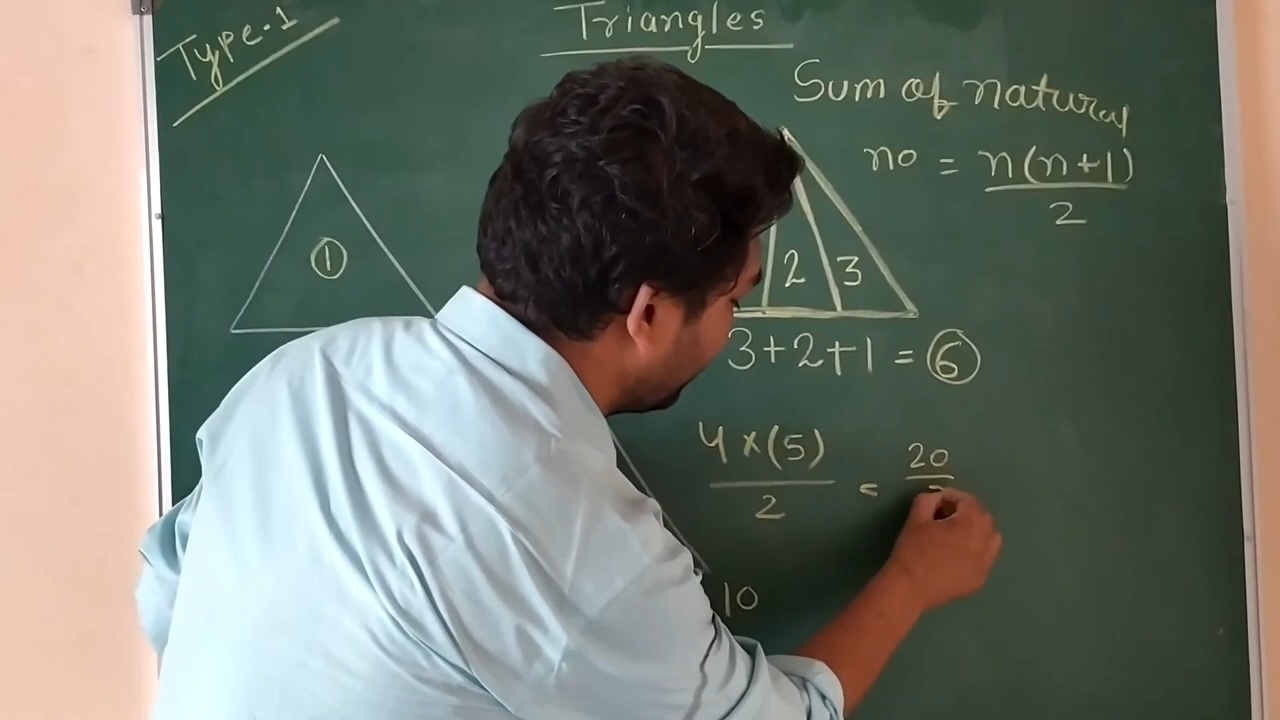 Type-1
Triangles
Sum of natural
no = n(n+1)
2
①
2 3
3+2+1 = ⑥
4×(5)
2
=
20
10